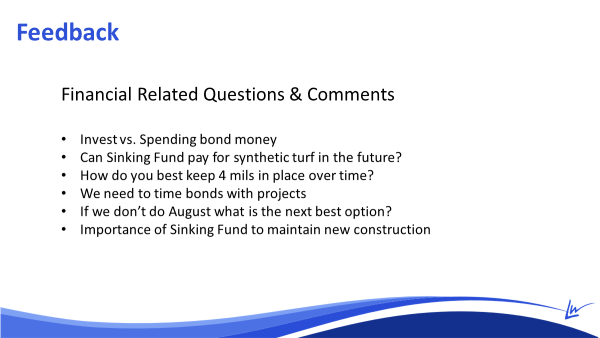 Feedback
Financial Related Questions & Comments
• Invest vs. Spending bond money
• Can Sinking Fund pay for synthetic turf in the future?
• How do you best keep 4 mils in place over time?
• We need to time bonds with projects
• If we don't do August what is the next best option?
• Importance of Sinking Fund to maintain new construction
LW